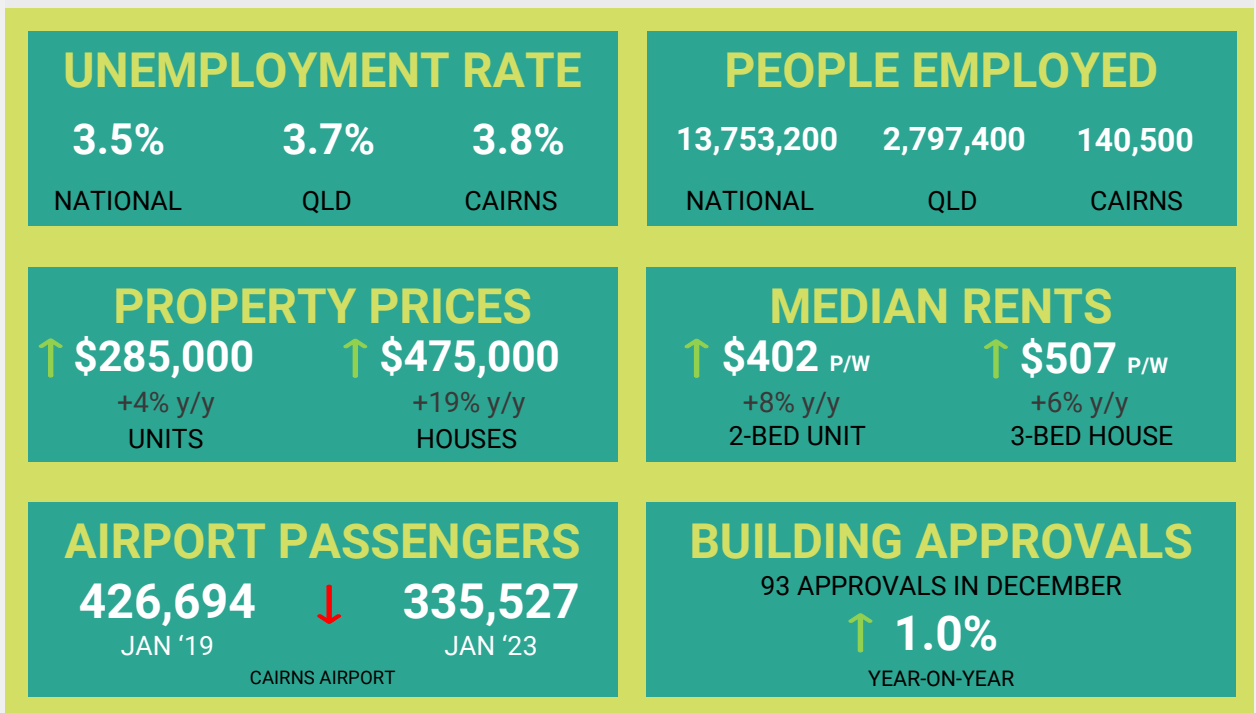 UNEMPLOYMENT RATE
3.5% 3.7% 3.8%
NATIONAL QLD CAIRNS
PEOPLE EMPLOYED
13,753,200 2,797,400 140,500
NATIONAL QLD CAIRNS
PROPERTY PRICES
↑ $285,000 ↑ $475,000
+4% y/y +19% y/y
UNITS HOUSES
MEDIAN RENTS
↑ $402 P/W ↑ $507 P/W
+8% y/y +6% y/y
2-BED UNIT 3-BED HOUSE
AIRPORT PASSENGERS
426,694 ↓ 335,527
JAN ‘19 JAN ‘23
CAIRNS AIRPORT
BUILDING APPROVALS
93 APPROVALS IN DECEMBER
↑ 1.0%
YEAR-ON-YEAR